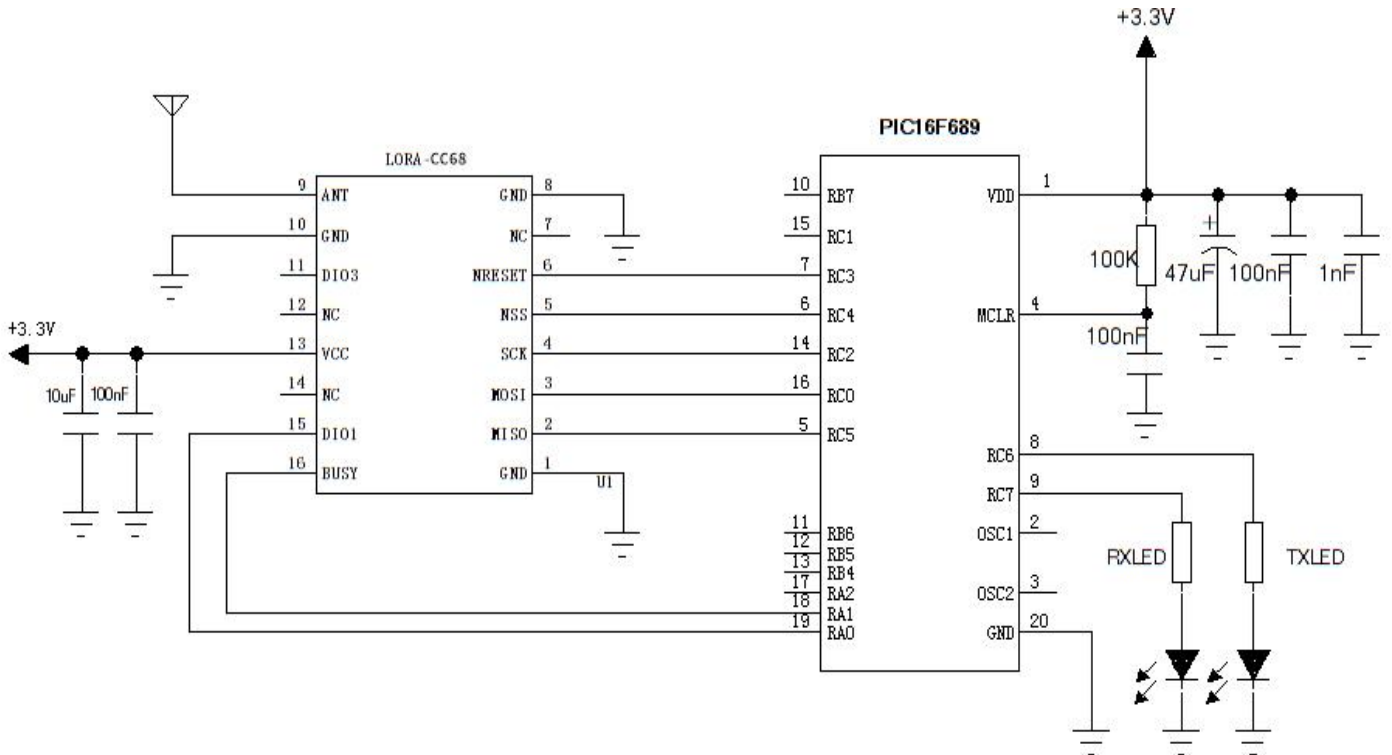 +3.3V
PIC16F689
LORA-CC68
9 ANT GND 8
10 GND NC 7
11 DIO3 NRESET 6
12 NC NSS 5
13 VCC SCK 4
14 NC MOSI 3
15 DIO1 MISO 2
16 BUSY GND 1
U1
+3.3V
10uF 100nF
10 RB7 VDD 1
15 RC1
7 RC3
6 RC4 MCLR 4
14 RC2
16 RC0
5 RC5
RC6 8
RC7 9
11 RB6 OSC1 2
12 RB5
13 RB4
17 RA2 OSC2 3
18 RA1
19 RA0 GND 20
100K
+
47uF 100nF 1nF
100nF
RXLED TXLED